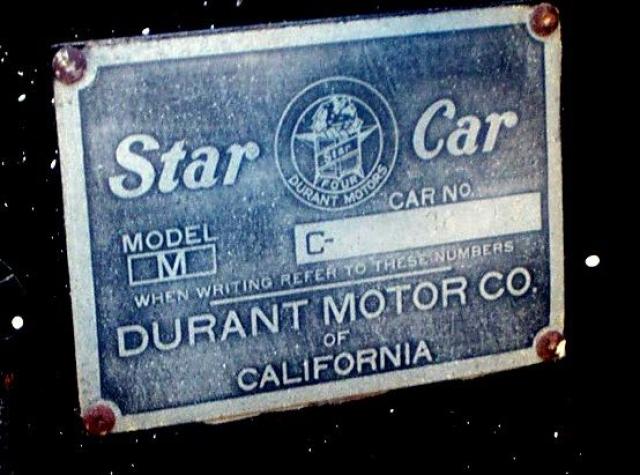 Star Car
Star
FOUR
DURANT MOTORS
CAR NO.
MODEL
M
C-
WHEN WRITING REFER TO THESE NUMBERS
DURANT MOTOR CO.
OF
CALIFORNIA